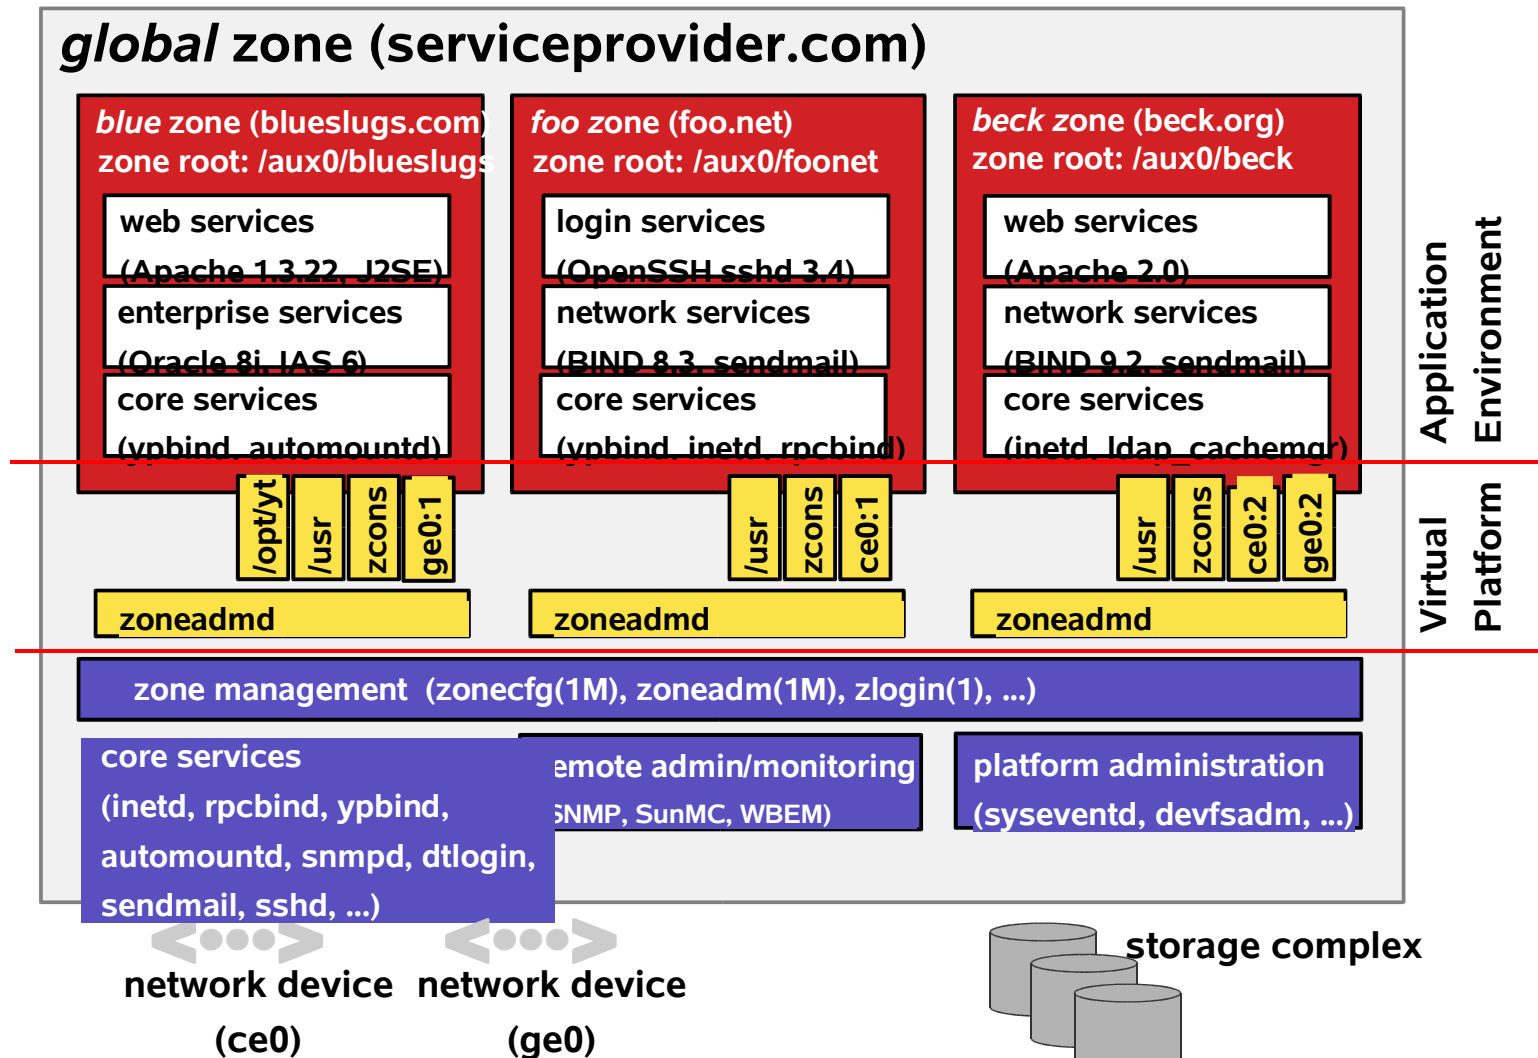 global zone (serviceprovider.com)
blue zone (blueslugs.com)
zone root: /aux0/blueslugs
web services
(Apache 1.3.22, J2SE)
enterprise services
(Oracle 8i, IAS 6)
core services
(ypbind, automountd)
foo zone (foo.net)
zone root: /aux0/foonet
login services
(OpenSSH sshd 3.4)
network services
(BIND 8.3, sendmail)
core services
(ypbind, inetd, rpcbind)
beck zone (beck.org)
zone root: /aux0/beck
web services
(Apache 2.0)
network services
(BIND 9.2, sendmail)
core services
(inetd, ldap_cachemgr)
Application
Environment
/opt/yt
/usr
zcons
ge0:1
/usr
zcons
ce0:1
/usr
zcons
ce0:2
ge0:2
zoneadmd
zoneadmd
zoneadmd
Virtual
Platform
zone management (zonecfg(1M), zoneadm(1M), zlogin(1), ...)
core services
(inetd, rpcbind, ypbind,
automountd, snmpd, dtlogin,
sendmail, sshd, ...)
emote admin/monitoring
SNMP, SunMC, WBEM)
platform administration
(syseventd, devfsadm, ...)
network device
(ce0)
network device
(ge0)
storage complex